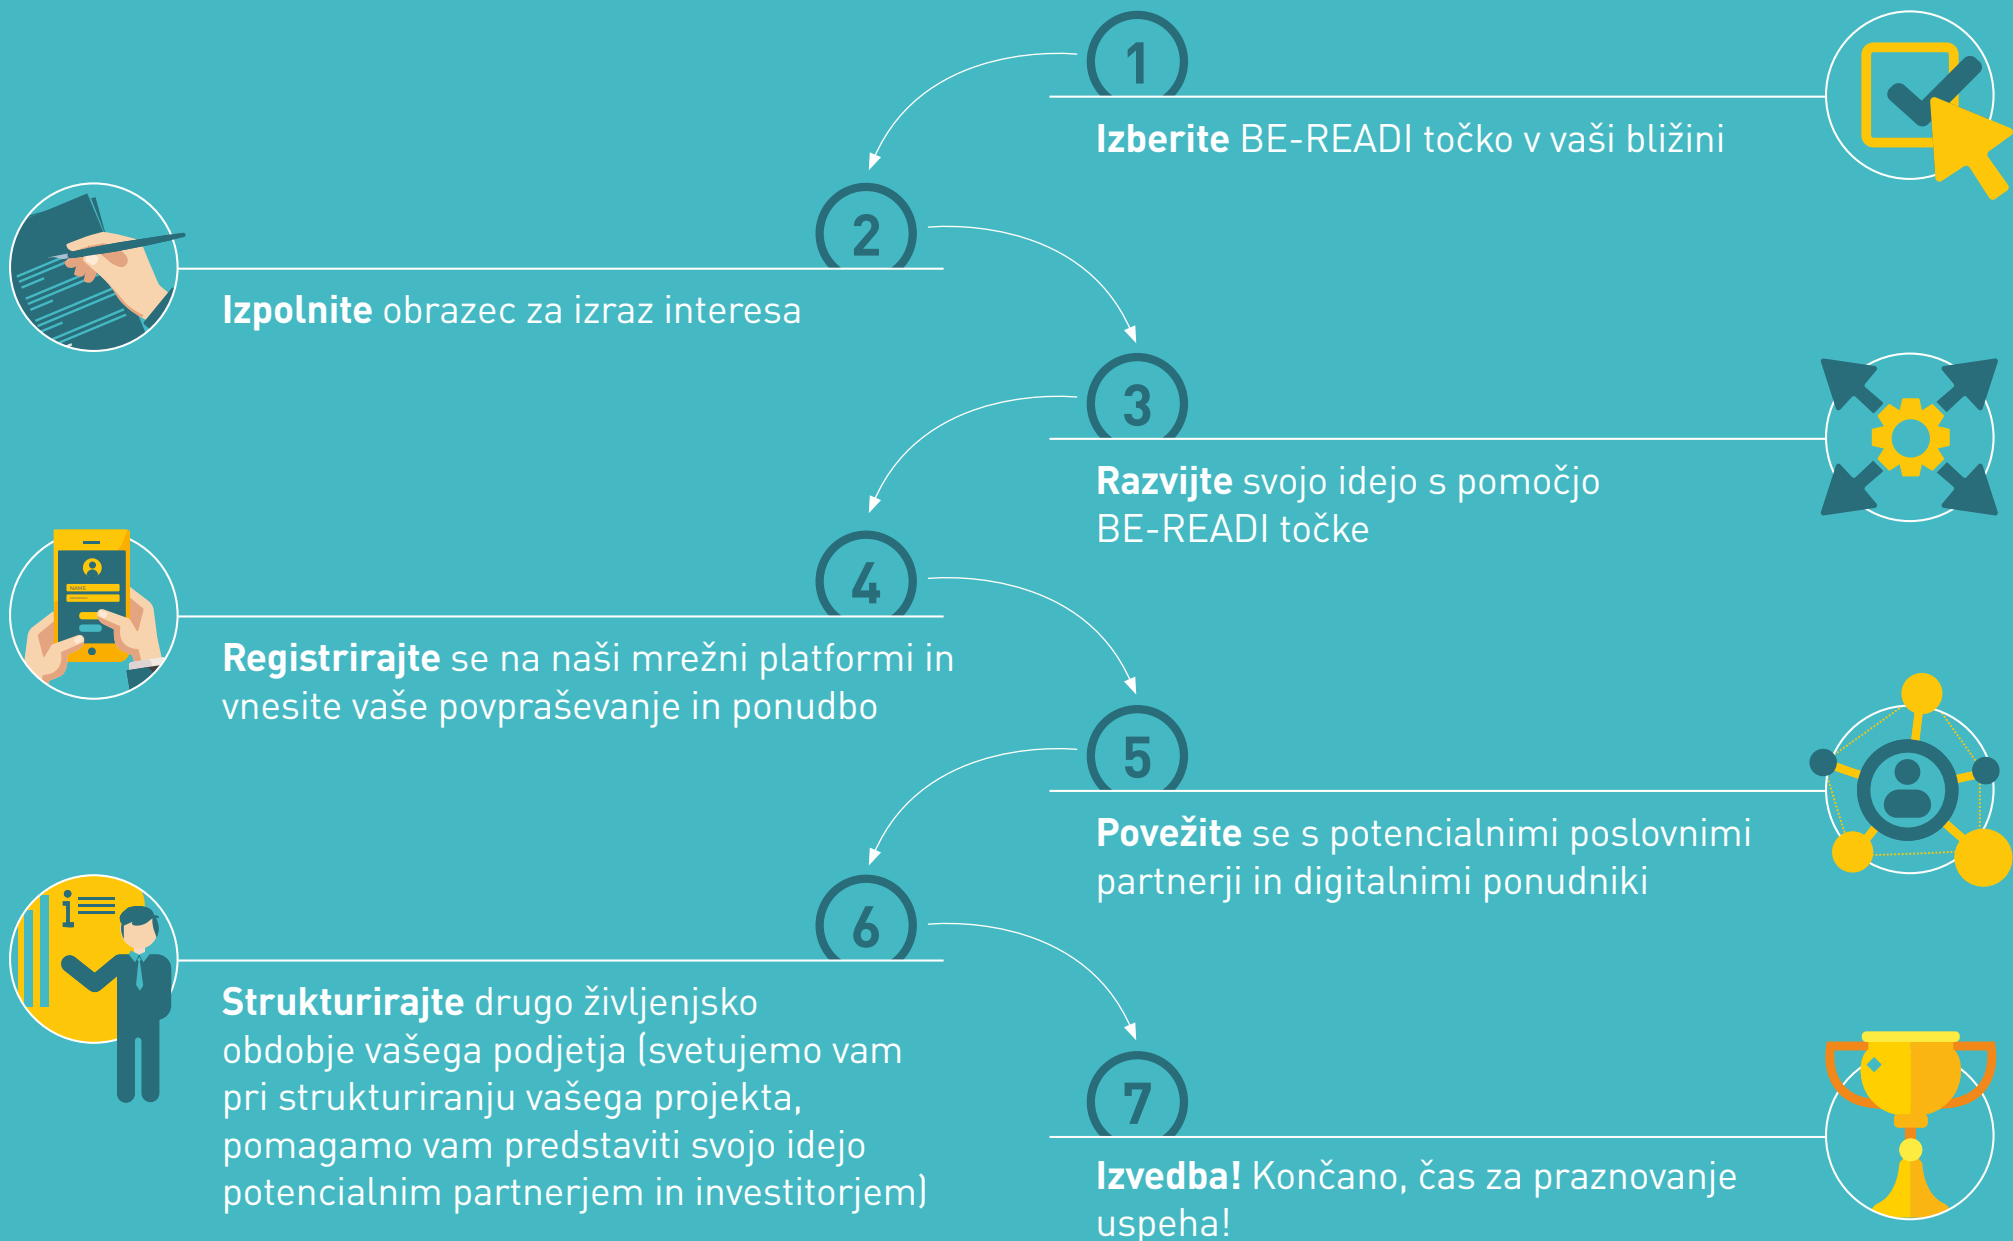 1
Izberite BE-READI točko v vaši bližini
2
Izpolnite obrazec za izraz interesa
3
Razvijte svojo idejo s pomočjo
BE-READI točke
4
NAME
Registrirajte se na naši mrežni platformi in
vnesite vaše povpraševanje in ponudbo
5
Povežite se s potencialnimi poslovnimi
partnerji in digitalnimi ponudniki
6
i
Strukturirajte drugo življenjsko
obdobje vašega podjetja (svetujemo vam
pri strukturiranju vašega projekta,
pomagamo vam predstaviti svojo idejo
potencialnim partnerjem in investitorjem)
7
Izvedba! Končano, čas za praznovanje
uspeha!